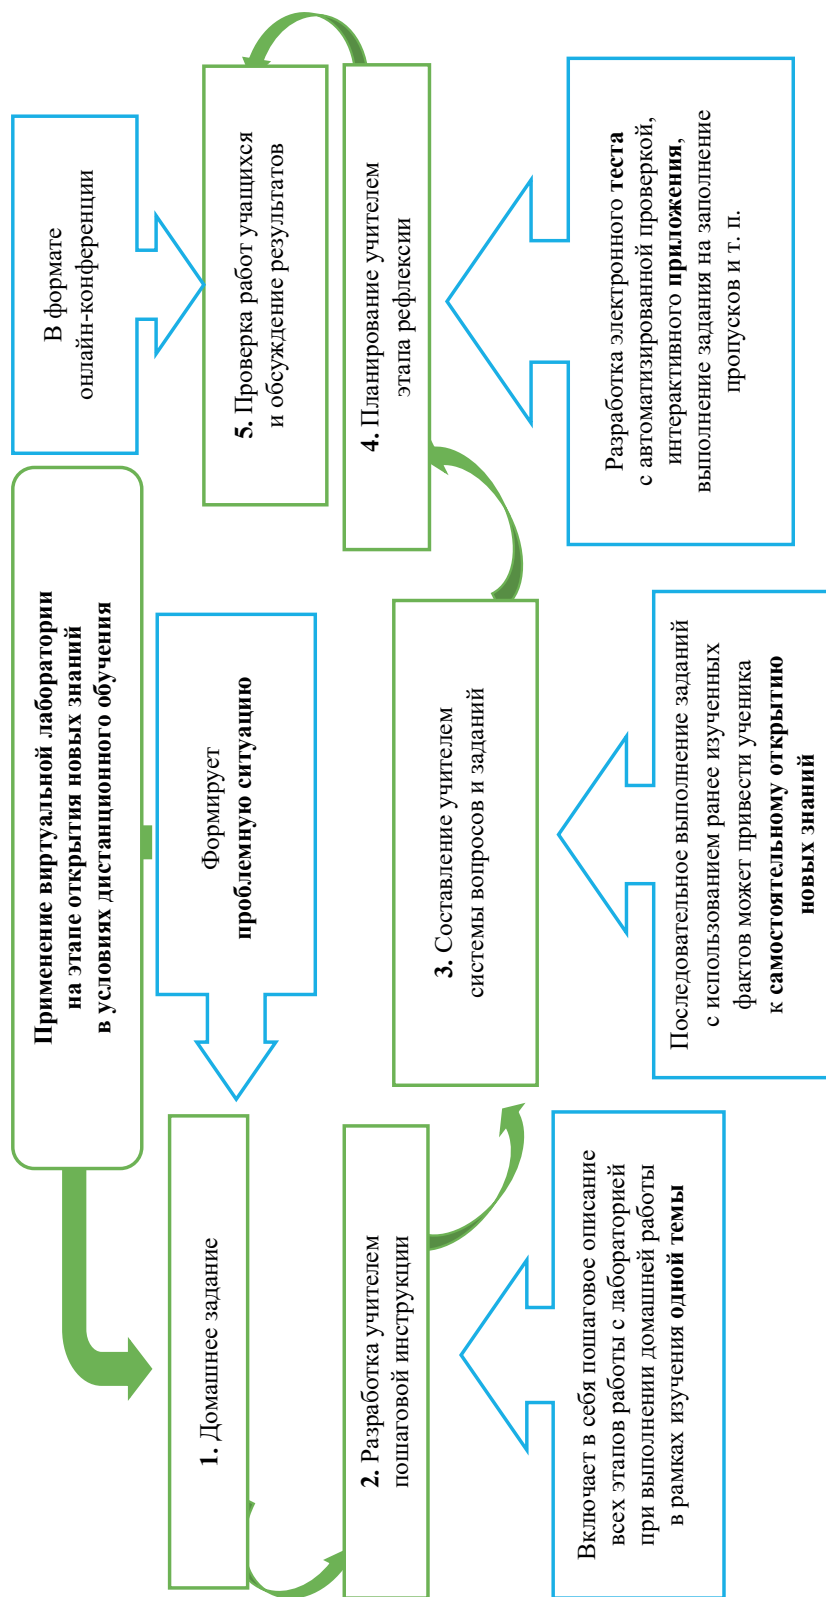 Применение виртуальной лаборатории
на этапе открытия новых знаний
в условиях дистанционного обучения
1. Домашнее задание
Формирует
проблемную ситуацию
2. Разработка учителем
пошаговой инструкции
Включает в себя пошаговое описание
всех этапов работы с лабораторией
при выполнении домашней работы
в рамках изучения одной темы
3. Составление учителем
системы вопросов и заданий
Последовательное выполнение заданий
с использованием ранее изученных
фактов может привести ученика
к самостоятельному открытию
новых знаний
4. Планирование учителем
этапа рефлексии
Разработка электронного теста
с автоматизированной проверкой,
интерактивного приложения,
выполнение задания на заполнение
пропусков и т. п.
5. Проверка работ учащихся
и обсуждение результатов
В формате
онлайн-конференции